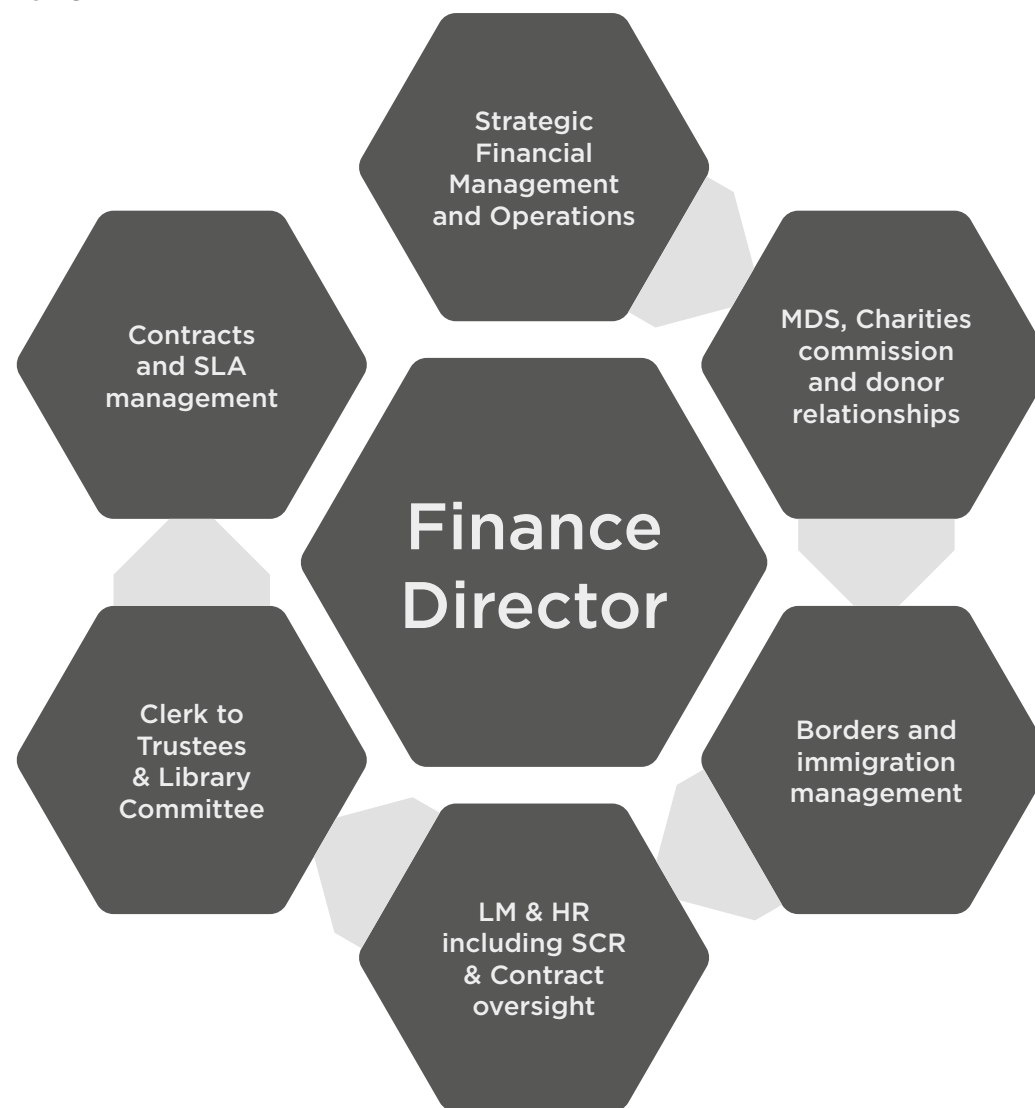 Strategic
Financial
Management
and Operations
MDS, Charities
commission
and donor
relationships
Borders and
immigration
management
LM & HR
including SCR
& Contract
oversight
Clerk to
Trustees
& Library
Committee
Contracts
and SLA
management
Finance
Director